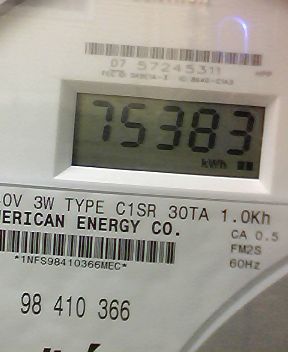 07 57245311
75383
kWh
0V 3W TYPE C1SR 30TA 1.0Kh
MERICAN ENERGY CO.
CA 0.5
FM2S
60Hz
*1NFS98410366MEC*
98 410 366